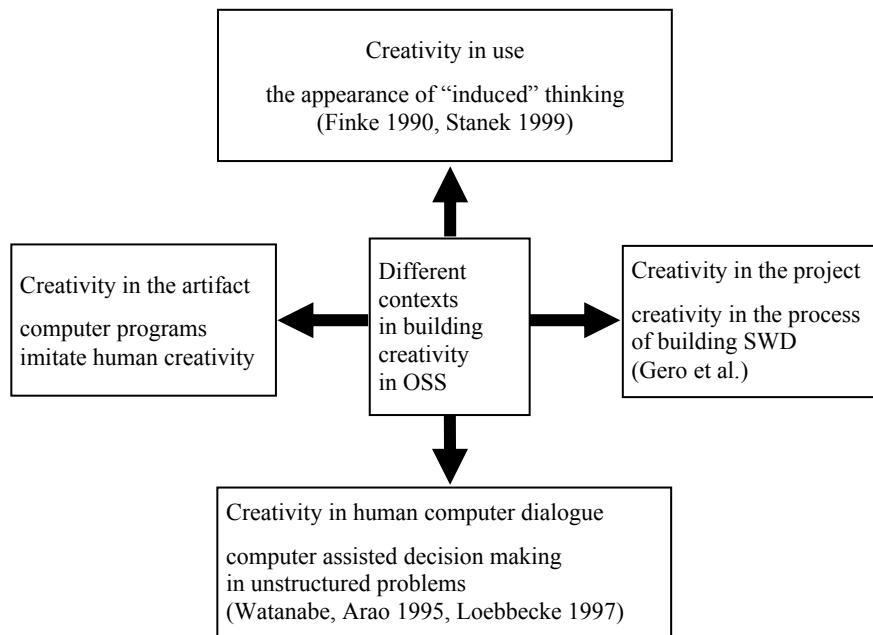 Creativity in use
the appearance of “induced” thinking
(Finke 1990, Stanek 1999)
Creativity in the artifact
computer programs
imitate human creativity
Different
contexts
in building
creativity
in OSS
Creativity in the project
creativity in the process
of building SWD
(Gero et al.)
Creativity in human computer dialogue
computer assisted decision making
in unstructured problems
(Watanabe, Arao 1995, Loebbecke 1997)